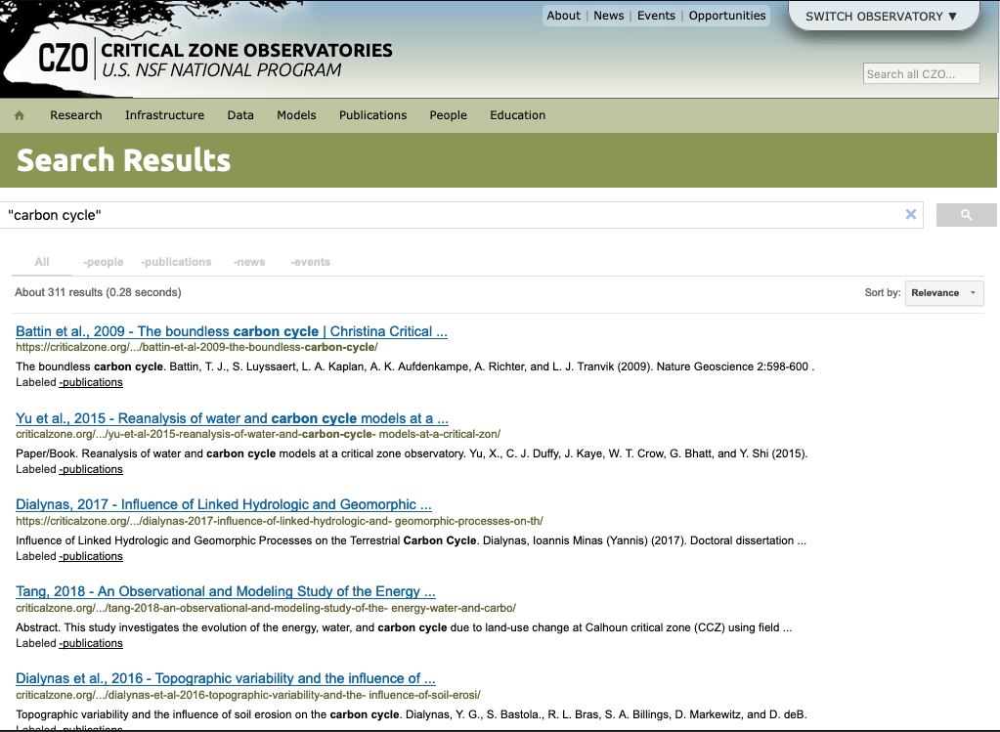 About | News | Events | Opportunities
SWITCH OBSERVATORY ▼
CZO
CRITICAL ZONE OBSERVATORIES
U.S. NSF NATIONAL PROGRAM
Search all CZO...
Research Infrastructure Data Models Publications People Education
Search Results
"carbon cycle"
All -people -publications -news -events
About 311 results (0.28 seconds)
Sort by: Relevance
Battin et al., 2009 - The boundless carbon cycle | Christina Critical ...
https://criticalzone.org/.../battin-et-al-2009-the-boundless-carbon-cycle/
The boundless carbon cycle. Battin, T. J., S. Luyssaert, L. A. Kaplan, A. K. Aufdenkampe, A. Richter, and L. J. Tranvik (2009). Nature Geoscience 2:598-600 .
Labeled -publications
Yu et al., 2015 - Reanalysis of water and carbon cycle models at a ...
criticalzone.org/.../yu-et-al-2015-reanalysis-of-water-and-carbon-cycle- models-at-a-critical-zon/
Paper/Book. Reanalysis of water and carbon cycle models at a critical zone observatory. Yu, X., C. J. Duffy, J. Kaye, W. T. Crow, G. Bhatt, and Y. Shi (2015).
Labeled -publications
Dialynas, 2017 - Influence of Linked Hydrologic and Geomorphic ...
https://criticalzone.org/.../dialynas-2017-influence-of-linked-hydrologic-and- geomorphic-processes-on-th/
Influence of Linked Hydrologic and Geomorphic Processes on the Terrestrial Carbon Cycle. Dialynas, Ioannis Minas (Yannis) (2017). Doctoral dissertation ...
Labeled -publications
Tang, 2018 - An Observational and Modeling Study of the Energy ...
criticalzone.org/.../tang-2018-an-observational-and-modeling-study-of-the- energy-water-and-carbo/
Abstract. This study investigates the evolution of the energy, water, and carbon cycle due to land-use change at Calhoun critical zone (CCZ) using field ...
Labeled -publications
Dialynas et al., 2016 - Topographic variability and the influence of ...
criticalzone.org/.../dialynas-et-al-2016-topographic-variability-and-the- influence-of-soil-erosi/
Topographic variability and the influence of soil erosion on the carbon cycle. Dialynas, Y. G., S. Bastola., R. L. Bras, S. A. Billings, D. Markewitz, and D. deB.
Labeled -publications